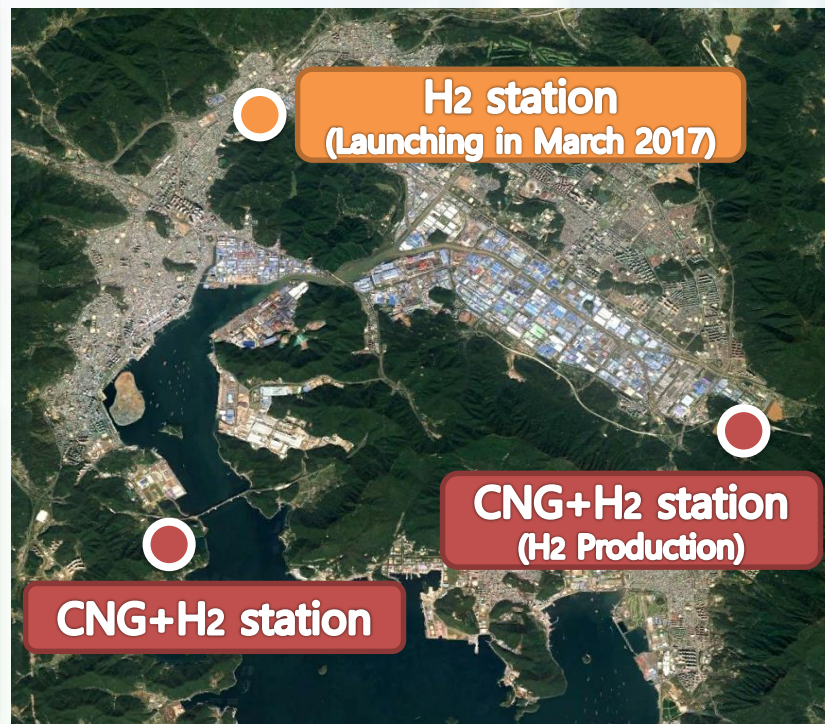 H2 station
(Launching in March 2017)
CNG+H2 station
(H2 Production)
CNG+H2 station